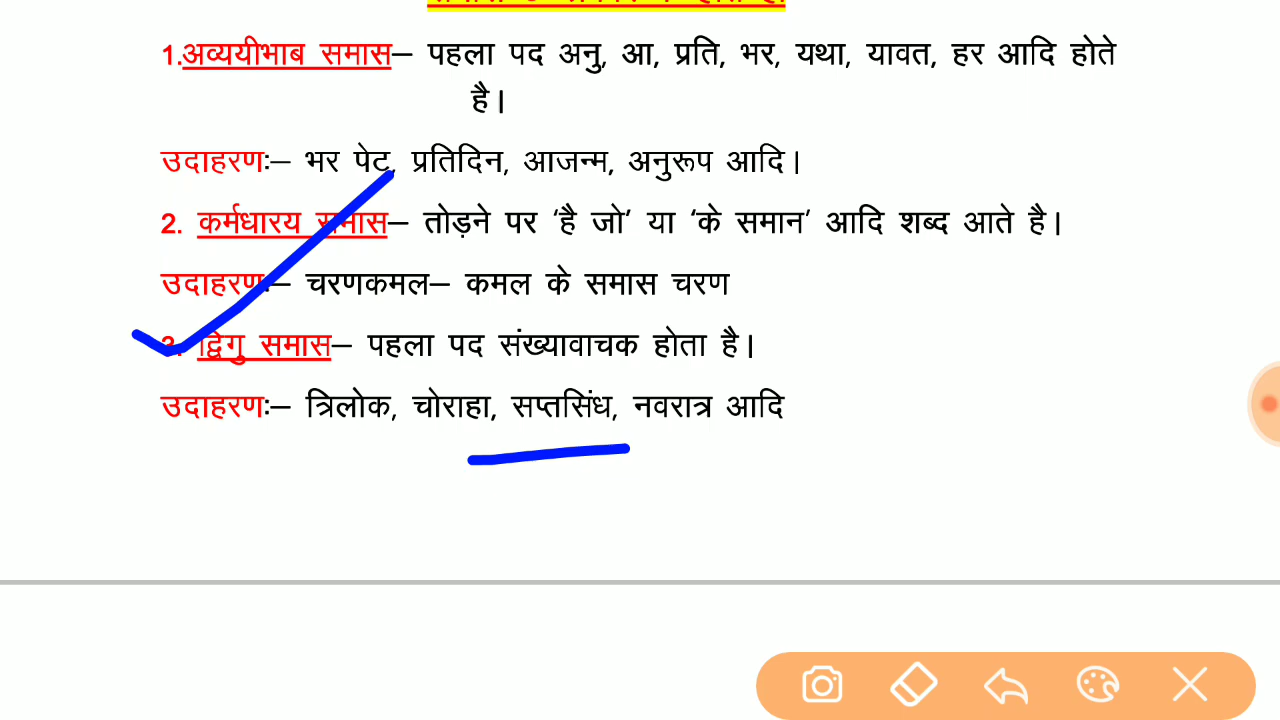 1.अव्ययीभाब समास– पहला पद अनु, आ, प्रति, भर, यथा, यावत, हर आदि होते
है।
उदाहरण:– भर पेट, प्रतिदिन, आजन्म, अनुरूप आदि।
2. कर्मधारय समास– तोड़ने पर 'है जो' या 'के समान' आदि शब्द आते है।
उदाहरण:– चरणकमल– कमल के समास चरण
3. द्विगु समास– पहला पद संख्यावाचक होता है।
उदाहरण:– त्रिलोक, चोराहा, सप्तसिंध, नवरात्र आदि